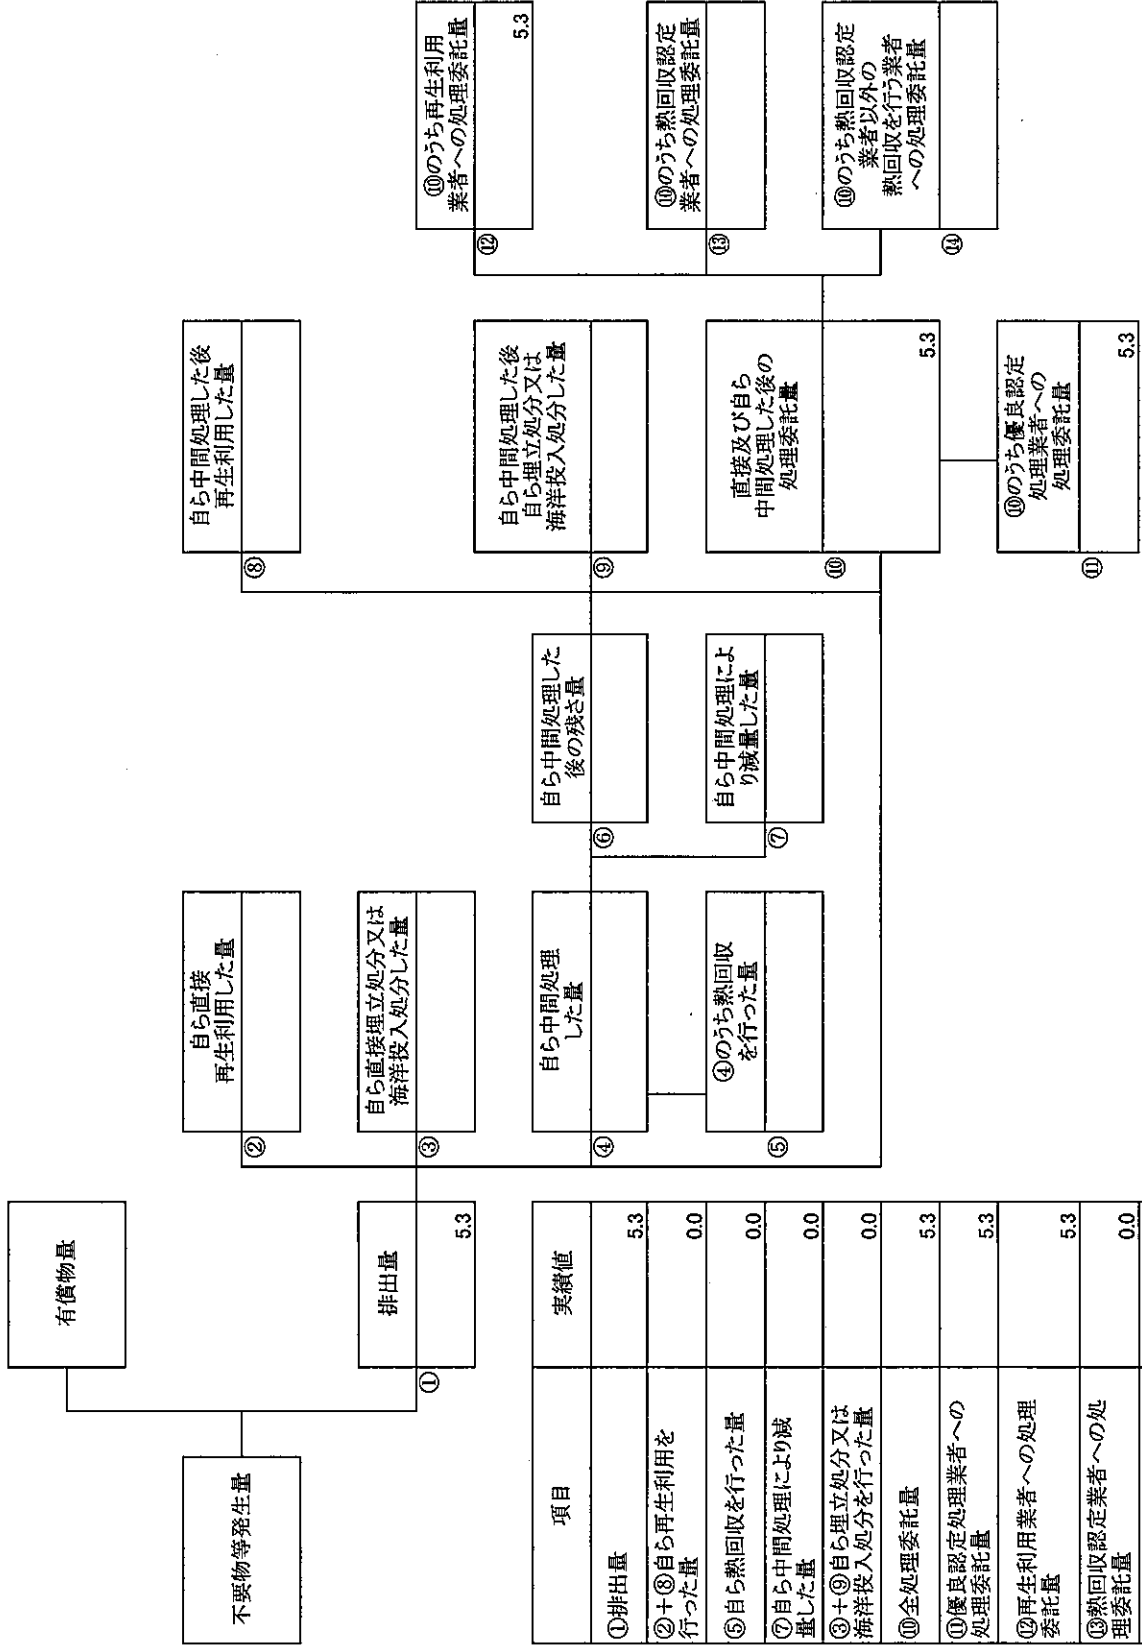 不要物等発生量
有償物量
①
排出量
5.3
②
自ら直接
再生利用した量
③
自ら直接埋立処分又は
海洋投入処分した量
④
自ら中間処理
した量
⑤
④のうち熱回収
を行った量
⑥
自ら中間処理した
後の残さ量
⑦
自ら中間処理によ
り減量した量
⑧
自ら中間処理した後
再生利用した量
⑨
自ら中間処理した後
自ら埋立処分又は
海洋投入処分した量
⑩
直接及び自ら
中間処理した後の
処理委託量
5.3
⑪
⑩のうち優良認定
処理業者への
処理委託量
5.3
⑫
⑩のうち再生利用
業者への処理委託量
5.3
⑬
⑩のうち熱回収認定
業者への処理委託量
⑭
⑩のうち熱回収認定
業者以外の
熱回収を行う業者
への処理委託量
項目
実績値
①排出量
5.3
②+⑧自ら再生利用を
行った量
0.0
⑤自ら熱回収を行った量
0.0
⑦自ら中間処理により減
量した量
0.0
③+⑨自ら埋立処分又は
海洋投入処分を行った量
0.0
⑩全処理委託量
5.3
⑪優良認定処理業者への
処理委託量
5.3
⑫再生利用業者への処理
委託量
5.3
⑬熱回収認定業者への処
理委託量
0.0